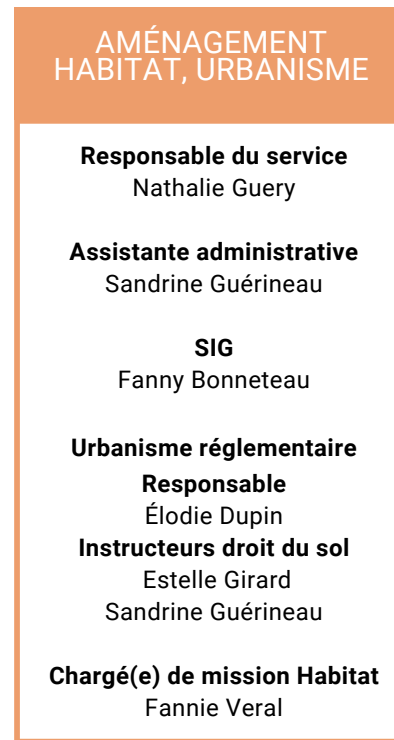 AMÉNAGEMENT
HABITAT, URBANISME
Responsable du service
Nathalie Guery
Assistante administrative
Sandrine Guérineau
SIG
Fanny Bonneteau
Urbanisme réglementaire
Responsable
Élodie Dupin
Instructeurs droit du sol
Estelle Girard
Sandrine Guérineau
Chargé(e) de mission Habitat
Fannie Veral